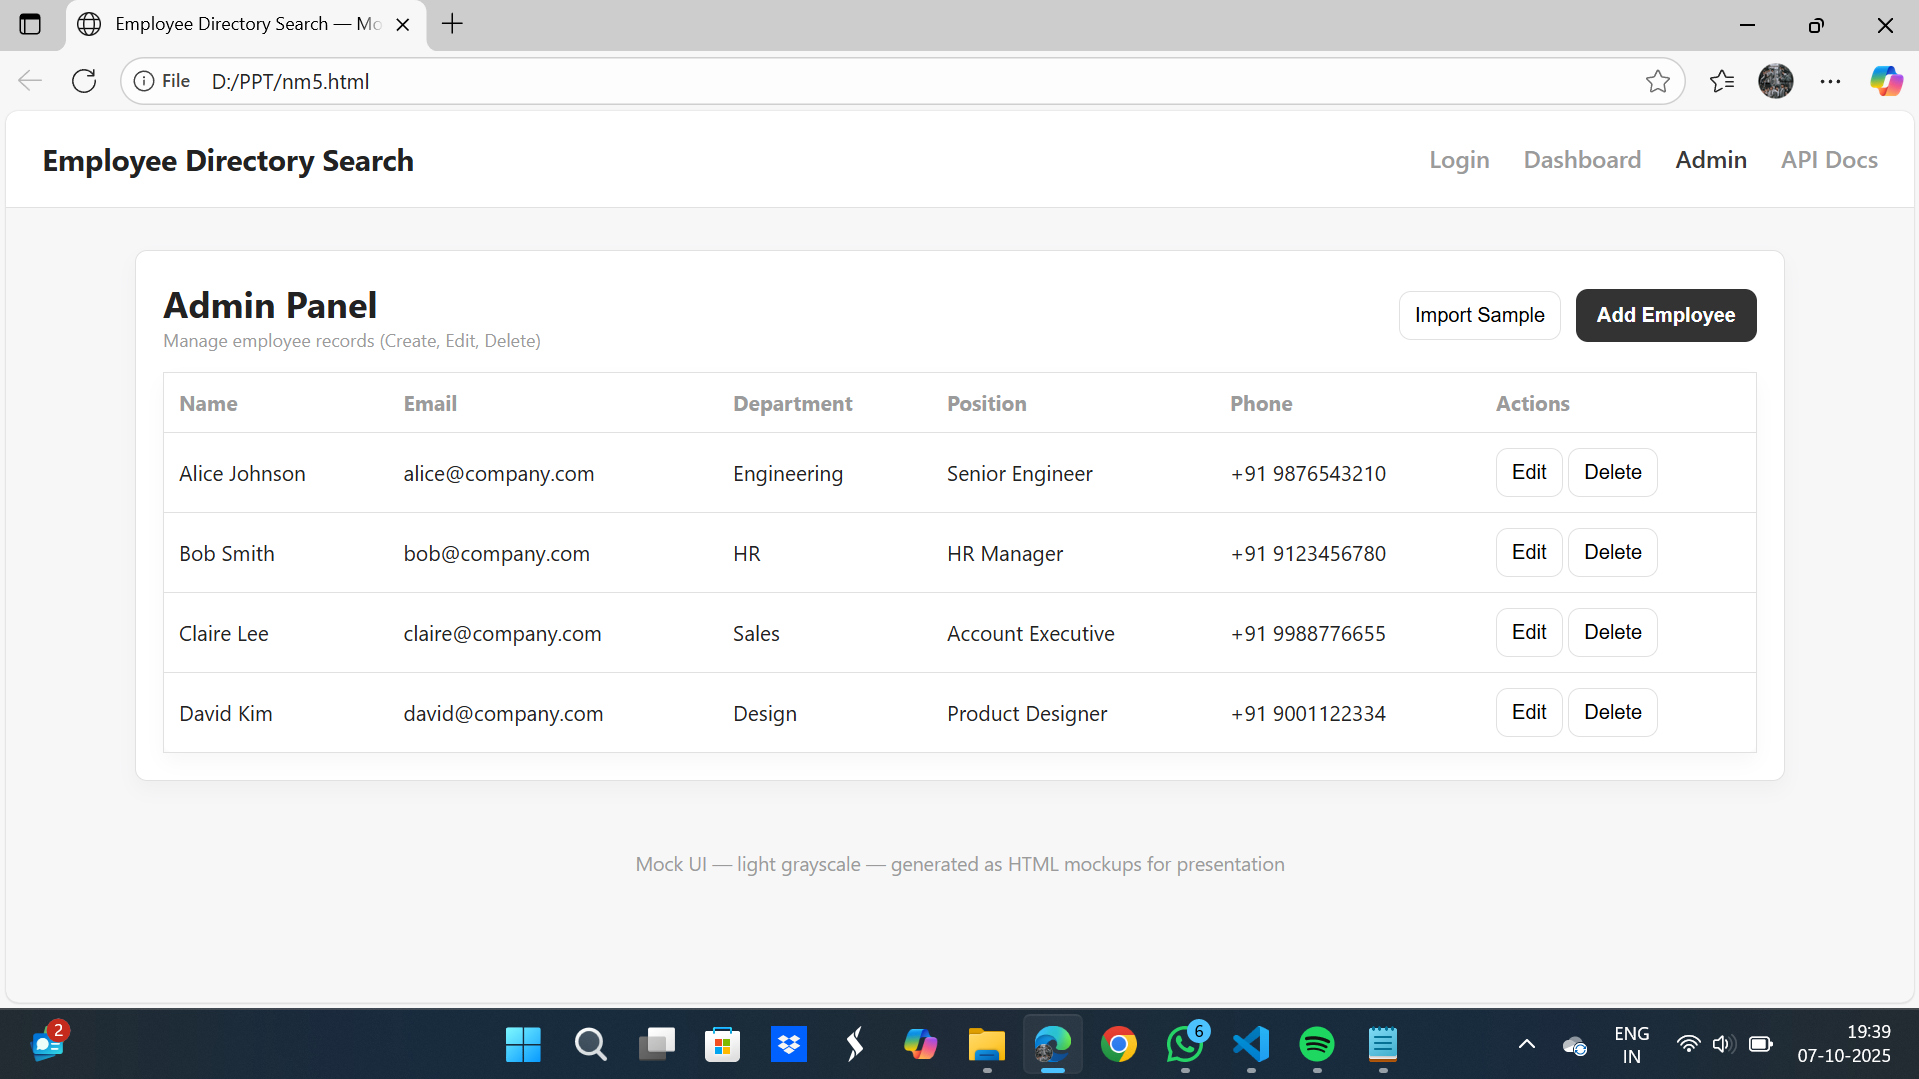 Employee Directory Search — Mo
File D:/PPT/nm5.html
Employee Directory Search
Login Dashboard Admin API Docs
Admin Panel
Manage employee records (Create, Edit, Delete)
Import Sample Add Employee
Name Email Department Position Phone Actions
Alice Johnson alice@company.com Engineering Senior Engineer +91 9876543210 Edit Delete
Bob Smith bob@company.com HR HR Manager +91 9123456780 Edit Delete
Claire Lee claire@company.com Sales Account Executive +91 9988776655 Edit Delete
David Kim david@company.com Design Product Designer +91 9001122334 Edit Delete
Mock UI — light grayscale — generated as HTML mockups for presentation
2
6
ENG
IN
19:39
07-10-2025